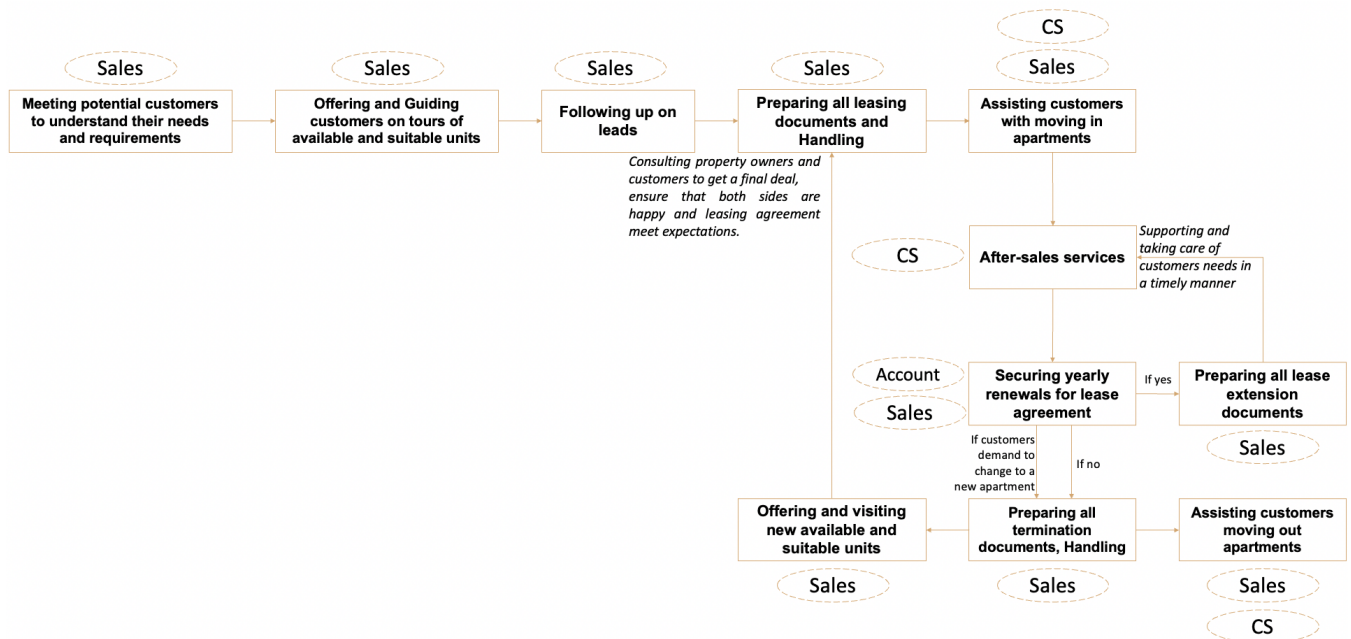 CS
Sales
Sales
Sales
Sales
Sales
Meeting potential customers
to understand their needs
and requirements
Offering and Guiding
customers on tours of
available and suitable units
Following up on
leads
Preparing all leasing
documents and
Handling
Assisting customers
with moving in
apartments
Consulting property owners and
customers to get a final deal,
ensure that both sides are
happy and leasing agreement
meet expectations.
CS
After-sales services
Supporting and
taking care of
customers needs in
a timely manner
Account
Sales
Securing yearly
renewals for lease
agreement
If yes
Preparing all lease
extension
documents
Sales
If customers
demand to
change to a
new apartment
If no
Offering and visiting
new available and
suitable units
Preparing all
termination
documents, Handling
Assisting customers
moving out
apartments
Sales
Sales
Sales
CS